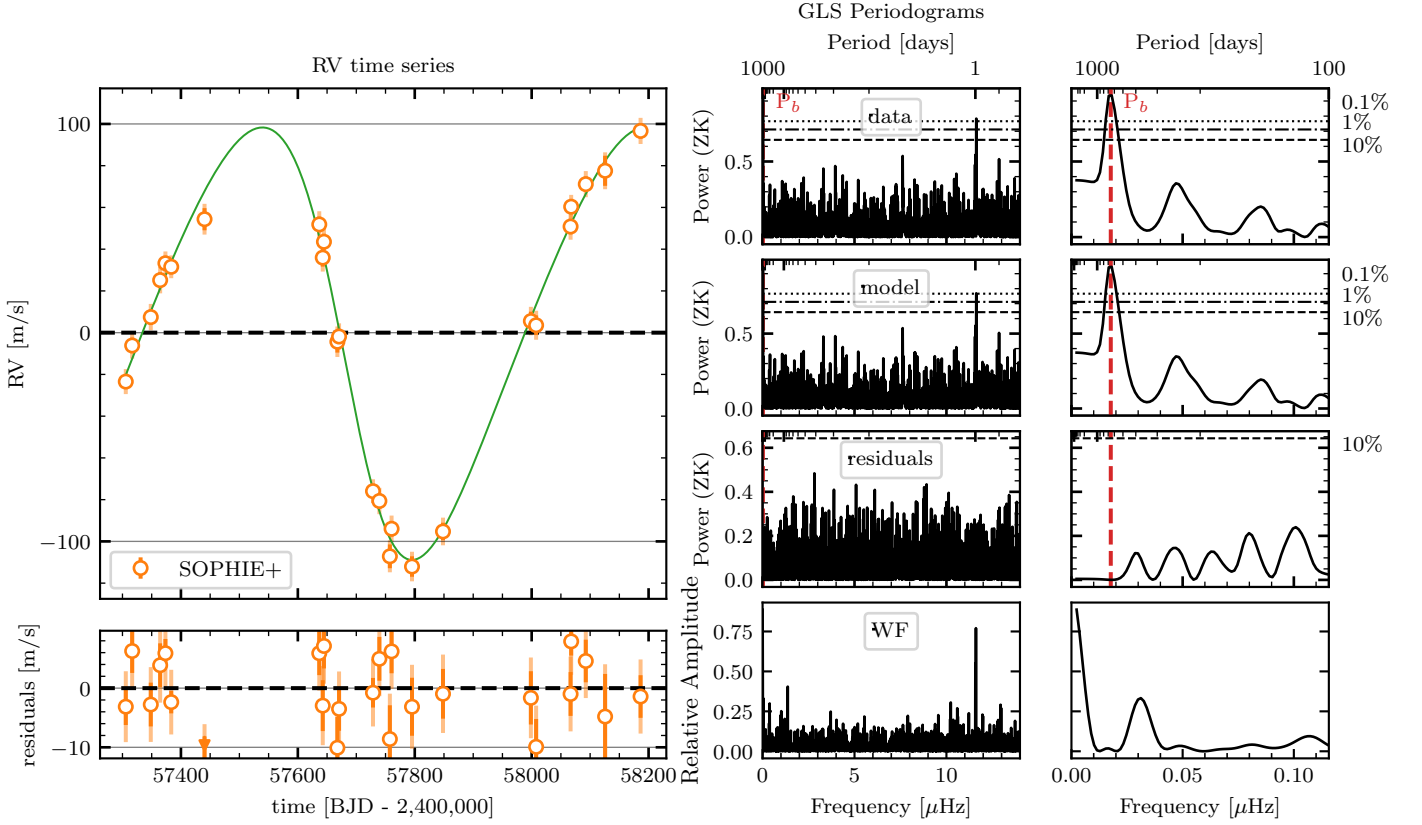 GLS Periodograms
RV time series
Period [days]
Period [days]
1000
1
1000
100
P_b
data
P_b
0.1%
1%
10%
100
0
−100
RV [m/s]
0.5
0.0
Power (ZK)
model
0.1%
1%
10%
0.5
0.0
Power (ZK)
residuals
10%
0.6
0.4
0.2
0.0
Power (ZK)
SOPHIE+
WF
0.75
0.50
0.25
0.00
Relative Amplitude
0
−10
residuals [m/s]
57400
57600
57800
58000
58200
0
5
10
0.00
0.05
0.10
time [BJD - 2,400,000]
Frequency [μHz]
Frequency [μHz]